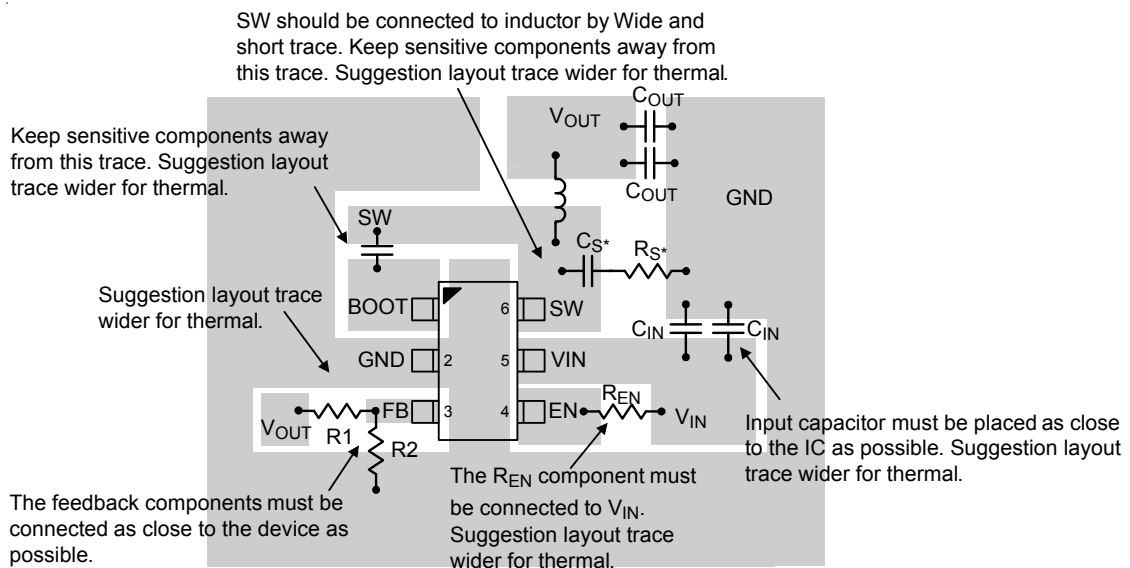 SW should be connected to inductor by Wide and
short trace. Keep sensitive components away from
this trace. Suggestion layout trace wider for thermal.
Keep sensitive components away
from this trace. Suggestion layout
trace wider for thermal.
VOUT
COUT
COUT
GND
SW
CS*
RS*
Suggestion layout trace
wider for thermal.
BOOT
6
SW
CIN
CIN
GND
2
5
VIN
FB
3
4
EN
REN
VIN
VOUT
R1
R2
Input capacitor must be placed as close
to the IC as possible. Suggestion layout
trace wider for thermal.
The feedback components must be
connected as close to the device as
possible.
The REN component must
be connected to VIN.
Suggestion layout trace
wider for thermal.